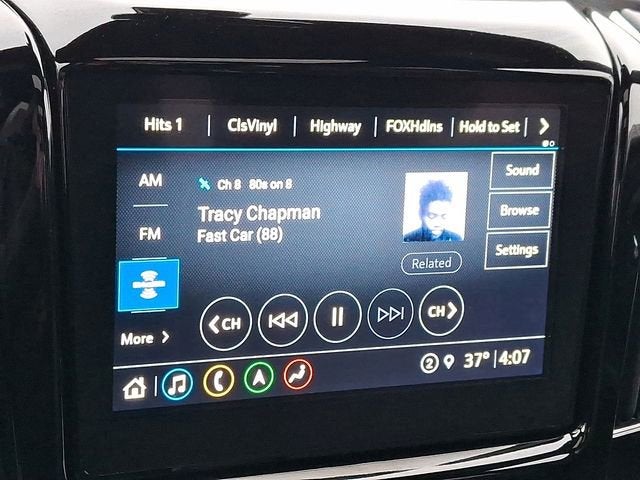 Hits 1 ClsVinyl Highway FOXHdlns Hold to Set
AM
Ch 8 80s on 8
Sound
Tracy Chapman
Browse
FM
Fast Car (88)
Settings
Related
CH
CH
More
2 37° 4:07